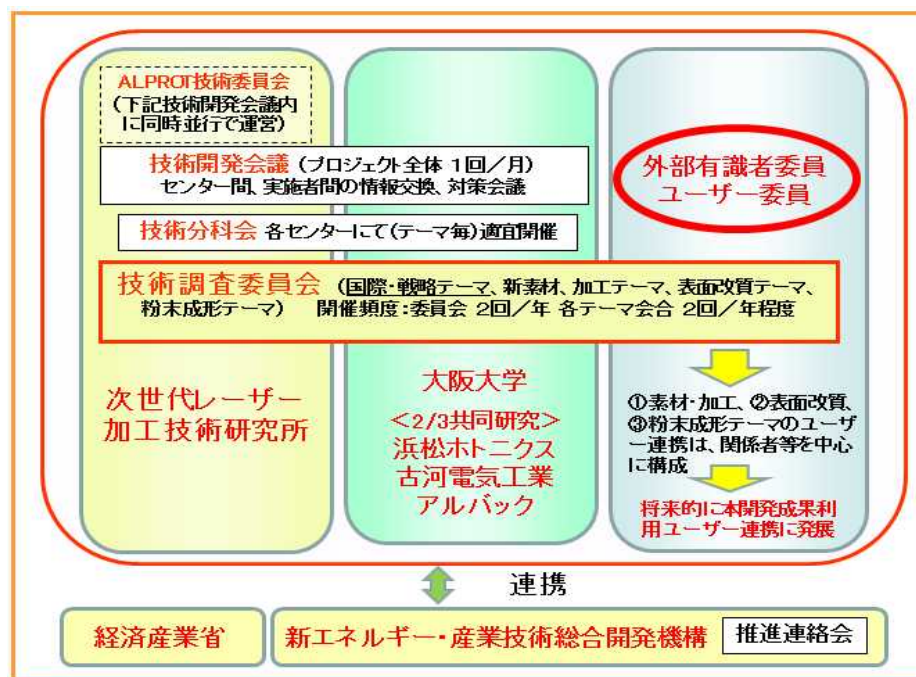 ALPROT技術委員会
(下記技術開発会議内
に同時並行で運営)
技術開発会議 (プロジェクト全体 1回/月)
センター間、実施者間の情報交換、対策会議
技術分科会 各センターにて(テーマ毎)適宜開催
外部有識者委員
ユーザー委員
技術調査委員会 (国際・戦略テーマ、新素材、加工テーマ、表面改質テーマ、
粉末成形テーマ) 開催頻度:委員会 2回/年 各テーマ会合 2回/年程度
次世代レーザー
加工技術研究所
大阪大学
<2/3共同研究>
浜松ホトニクス
古河電気工業
アルバック
①素材・加工、②表面改質、
③粉末成形テーマのユーザ
ー連携は、関係者等を中心
に構成
将来的に本開発成果利
用ユーザー連携に発展
連携
経済産業省
新エネルギー・産業技術総合開発機構
推進連絡会